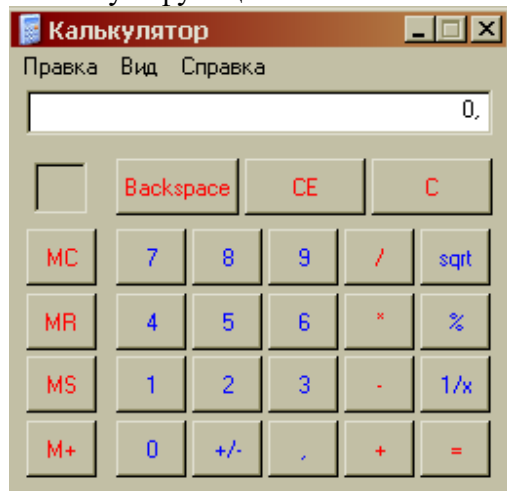 Калькулятор
Правка Вид Справка
0,
Backspace CE C
MC 7 8 9 / sqrt
MR 4 5 6 * %
MS 1 2 3 - 1/x
M+ 0 +/- , + =